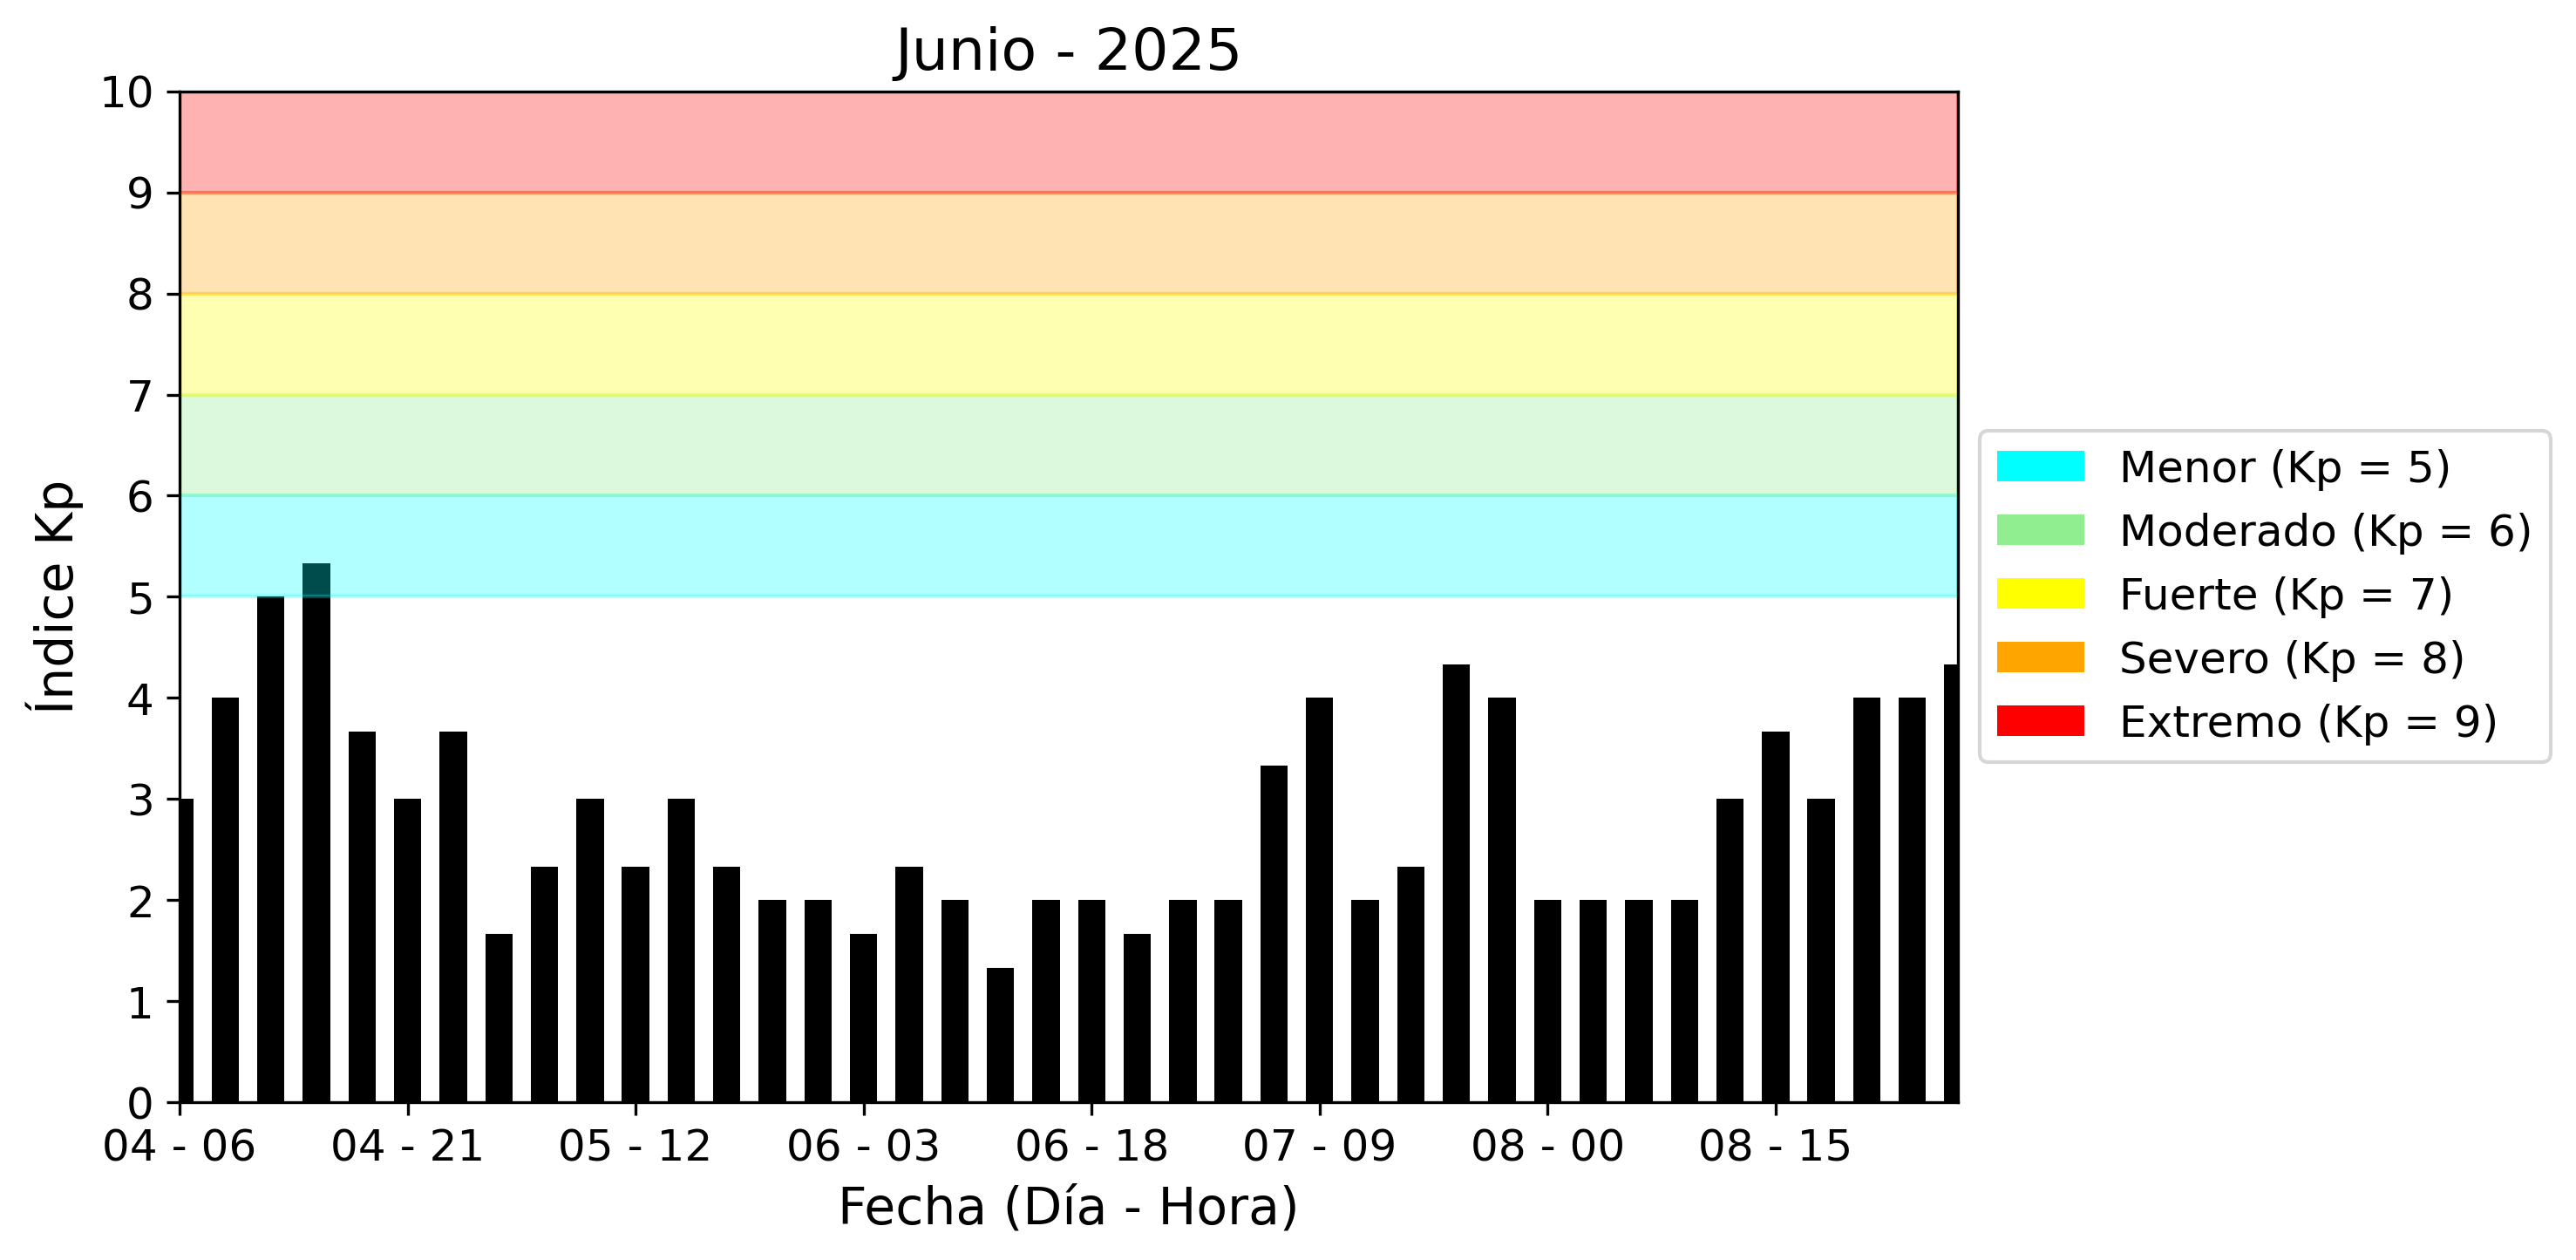 Junio - 2025
10
9
8
7
6
5
4
3
2
1
0
Índice Kp
04 - 06 04 - 21 05 - 12 06 - 03 06 - 18 07 - 09 08 - 00 08 - 15
Fecha (Día - Hora)
Menor (Kp = 5)
Moderado (Kp = 6)
Fuerte (Kp = 7)
Severo (Kp = 8)
Extremo (Kp = 9)